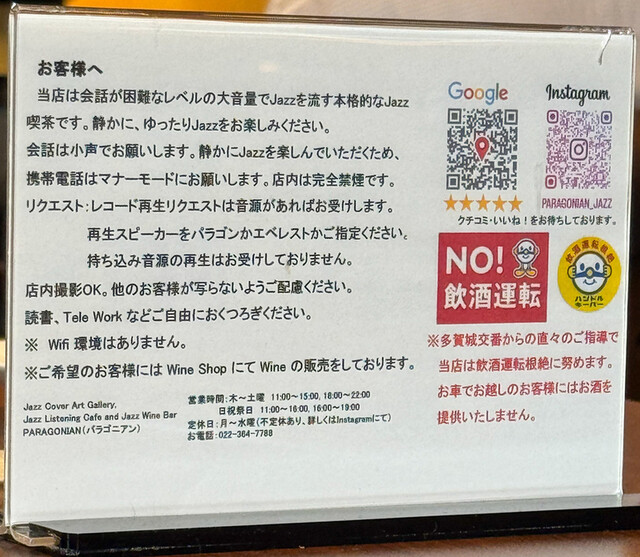 お客様へ
当店は会話が困難なレベルの大音量でJazzを流す本格的なJazz
喫茶です。静かに、ゆったりJazzをお楽しみください。
会話は小声でお願いします。静かにJazzを楽しんでいただくため、
携帯電話はマナーモードにお願いします。店内は完全禁煙です。
リクエスト:レコード再生リクエストは音源があればお受けします。
再生スピーカーをパラゴンかエベレストかご指定ください。
持ち込み音源の再生はお受けしておりません。
店内撮影OK。他のお客様が写らないようご配慮ください。
読書、Tele Work などご自由におくつろぎください。
※ Wifi 環境はありません。
※ご希望のお客様には Wine Shop にて Wine の販売をしております。
Jazz Cover Art Gallery,
Jazz Listening Cafe and Jazz Wine Bar
PARAGONIAN(パラゴニアン)
営業時間:木~土曜 11:00~15:00, 18:00~22:00
日祝祭日 11:00~16:00, 16:00~19:00
定休日:月~水曜(不定休あり、詳しくはInstagramにて)
お電話:022-364-7788
Google
Instagram
PARAGONIAN_JAZZ
クチコミ・いいね!をお待ちしております。
NO!
飲酒運転
飲酒運転根絶
ハンドル
キーパー
※多賀城交番からの直々のご指導で
当店は飲酒運転根絶に努めます。
お車でお越しのお客様にはお酒を
提供いたしません。